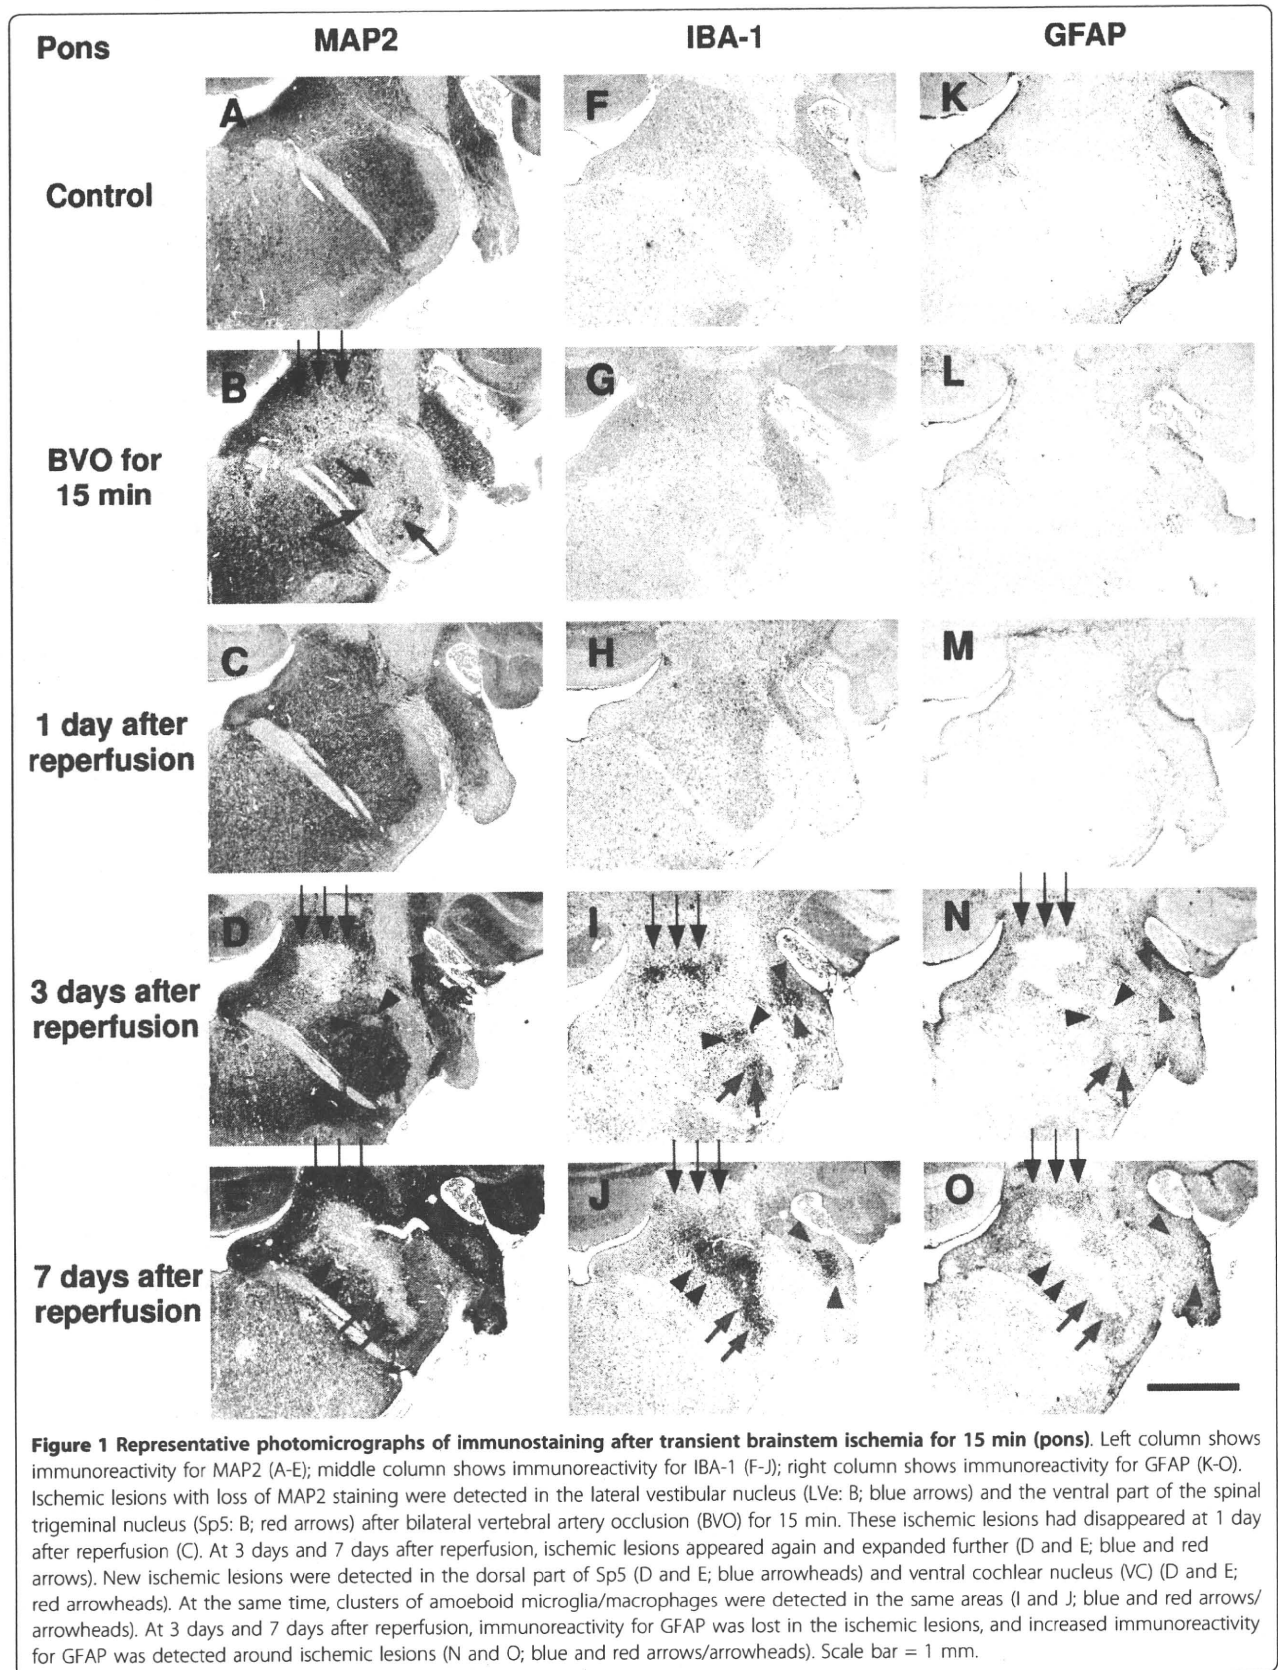 Pons
MAP2
IBA-1
GFAP
Control
A
F
K
BVO for
15 min
B
G
L
1 day after
reperfusion
C
H
M
3 days after
reperfusion
D
I
N
7 days after
reperfusion
J
O
Figure 1 Representative photomicrographs of immunostaining after transient brainstem ischemia for 15 min (pons). Left column shows
immunoreactivity for MAP2 (A-E); middle column shows immunoreactivity for IBA-1 (F-J); right column shows immunoreactivity for GFAP (K-O).
Ischemic lesions with loss of MAP2 staining were detected in the lateral vestibular nucleus (LVe: B; blue arrows) and the ventral part of the spinal
trigeminal nucleus (Sp5: B; red arrows) after bilateral vertebral artery occlusion (BVO) for 15 min. These ischemic lesions had disappeared at 1 day
after reperfusion (C). At 3 days and 7 days after reperfusion, ischemic lesions appeared again and expanded further (D and E; blue and red
arrows). New ischemic lesions were detected in the dorsal part of Sp5 (D and E; blue arrowheads) and ventral cochlear nucleus (VC) (D and E;
red arrowheads). At the same time, clusters of amoeboid microglia/macrophages were detected in the same areas (I and J; blue and red arrows/
arrowheads). At 3 days and 7 days after reperfusion, immunoreactivity for GFAP was lost in the ischemic lesions, and increased immunoreactivity
for GFAP was detected around ischemic lesions (N and O; blue and red arrows/arrowheads). Scale bar = 1 mm.